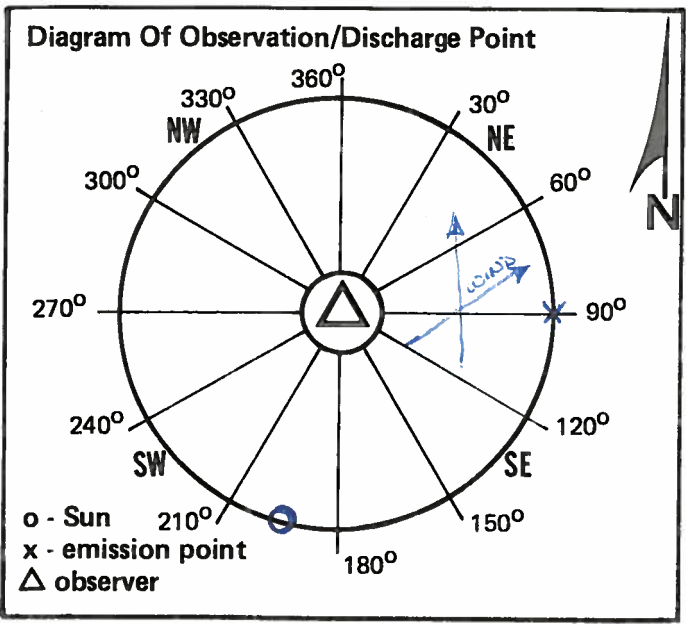 Diagram Of Observation/Discharge Point
360°
330°
30°
NW
NE
300°
60°
N
WIND
270°
90°
240°
120°
SW
SE
o - Sun
210°
150°
x - emission point
180°
△ observer